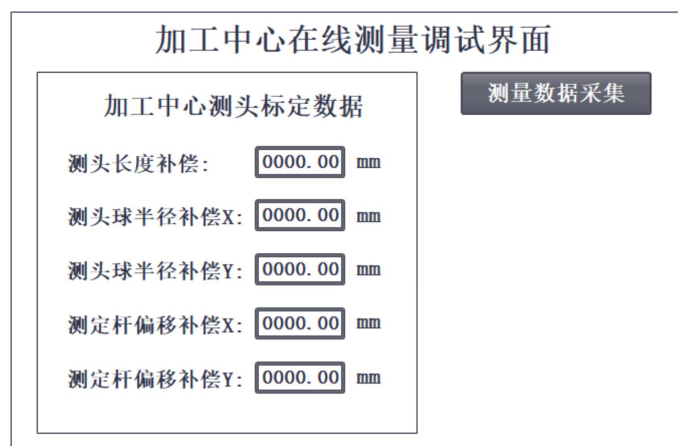 加工中心在线测量调试界面
测量数据采集
加工中心测头标定数据
测头长度补偿: 0000.00 mm
测头球半径补偿X: 0000.00 mm
测头球半径补偿Y: 0000.00 mm
测定杆偏移补偿X: 0000.00 mm
测定杆偏移补偿Y: 0000.00 mm